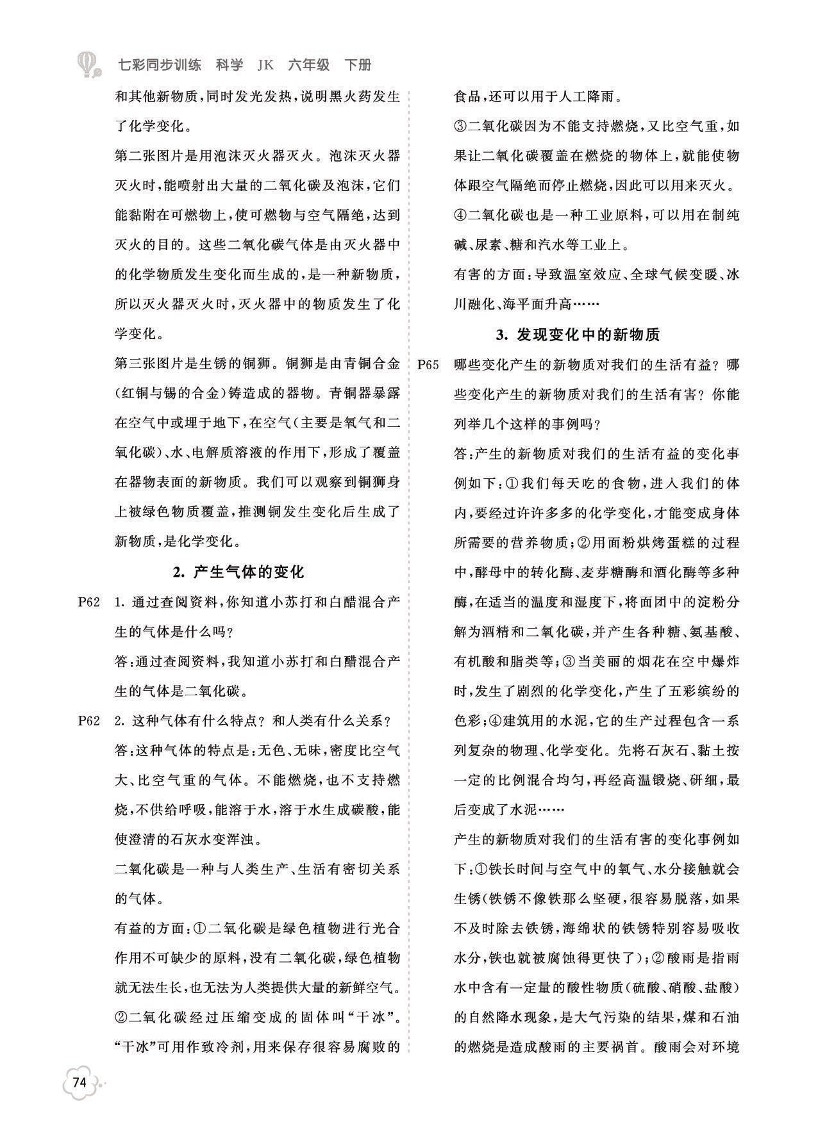 七彩同步训练 科学 JK 六年级 下册
和其他新物质,同时发光发热,说明黑火药发生
了化学变化。
第二张图片是用泡沫灭火器灭火。泡沫灭火器
灭火时,能喷射出大量的二氧化碳及泡沫,它们
能黏附在可燃物上,使可燃物与空气隔绝,达到
灭火的目的。这些二氧化碳气体是由灭火器中
的化学物质发生变化而生成的,是一种新物质,
所以灭火器灭火时,灭火器中的物质发生了化
学变化。
第三张图片是生锈的铜狮。铜狮是由青铜合金
(红铜与锡的合金)铸造成的器物。青铜器暴露
在空气中或埋于地下,在空气(主要是氧气和二
氧化碳)、水、电解质溶液的作用下,形成了覆盖
在器物表面的新物质。我们可以观察到铜狮身
上被绿色物质覆盖,推测铜发生变化后生成了
新物质,是化学变化。
2. 产生气体的变化
P62 1. 通过查阅资料,你知道小苏打和白醋混合产
生的气体是什么吗?
答:通过查阅资料,我知道小苏打和白醋混合产
生的气体是二氧化碳。
P62 2. 这种气体有什么特点?和人类有什么关系?
答:这种气体的特点是:无色、无味,密度比空气
大、比空气重的气体。不能燃烧,也不支持燃
烧,不供给呼吸,能溶于水,溶于水生成碳酸,能
使澄清的石灰水变浑浊。
二氧化碳是一种与人类生产、生活有密切关系
的气体。
有益的方面:①二氧化碳是绿色植物进行光合
作用不可缺少的原料,没有二氧化碳,绿色植物
就无法生长,也无法为人类提供大量的新鲜空气。
②二氧化碳经过压缩变成的固体叫“干冰”。
“干冰”可用作致冷剂,用来保存很容易腐败的
食品,还可以用于人工降雨。
③二氧化碳因为不能支持燃烧,又比空气重,如
果让二氧化碳覆盖在燃烧的物体上,就能使物
体跟空气隔绝而停止燃烧,因此可以用来灭火。
④二氧化碳也是一种工业原料,可以用在制纯
碱、尿素、糖和汽水等工业上。
有害的方面:导致温室效应、全球气候变暖、冰
川融化、海平面升高……
3. 发现变化中的新物质
P65 哪些变化产生的新物质对我们的生活有益?哪
些变化产生的新物质对我们的生活有害?你能
列举几个这样的事例吗?
答:产生的新物质对我们的生活有益的变化事
例如下:①我们每天吃的食物,进入我们的体
内,要经过许许多多的化学变化,才能变成身体
所需要的营养物质;②用面粉烘烤蛋糕的过程
中,酵母中的转化酶、麦芽糖酶和酒化酶等多种
酶,在适当的温度和湿度下,将面团中的淀粉分
解为酒精和二氧化碳,并产生各种糖、氨基酸、
有机酸和脂类等;③当美丽的烟花在空中爆炸
时,发生了剧烈的化学变化,产生了五彩缤纷的
色彩;④建筑用的水泥,它的生产过程包含一系
列复杂的物理、化学变化。先将石灰石、黏土按
一定的比例混合均匀,再经高温锻烧、研细,最
后变成了水泥……
产生的新物质对我们的生活有害的变化事例如
下:①铁长时间与空气中的氧气、水分接触就会
生锈(铁锈不像铁那么坚硬,很容易脱落,如果
不及时除去铁锈,海绵状的铁锈特别容易吸收
水分,铁也就被腐蚀得更快了);②酸雨是指雨
水中含有一定量的酸性物质(硫酸、硝酸、盐酸)
的自然降水现象,是大气污染的结果,煤和石油
的燃烧是造成酸雨的主要祸首。酸雨会对环境
74